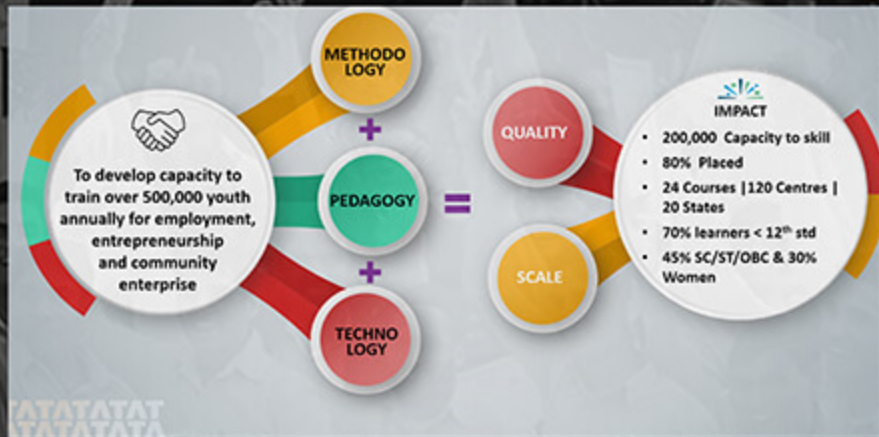 To develop capacity to
train over 500,000 youth
annually for employment,
entrepreneurship
and community
enterprise
METHODO
LOGY
+
PEDAGOGY
+
TECHNO
LOGY
=
QUALITY
SCALE
IMPACT
• 200,000 Capacity to skill
• 80% Placed
• 24 Courses |120 Centres |
20 States
• 70% learners < 12th std
• 45% SC/ST/OBC & 30%
Women
TATATATAT
ATATATATA